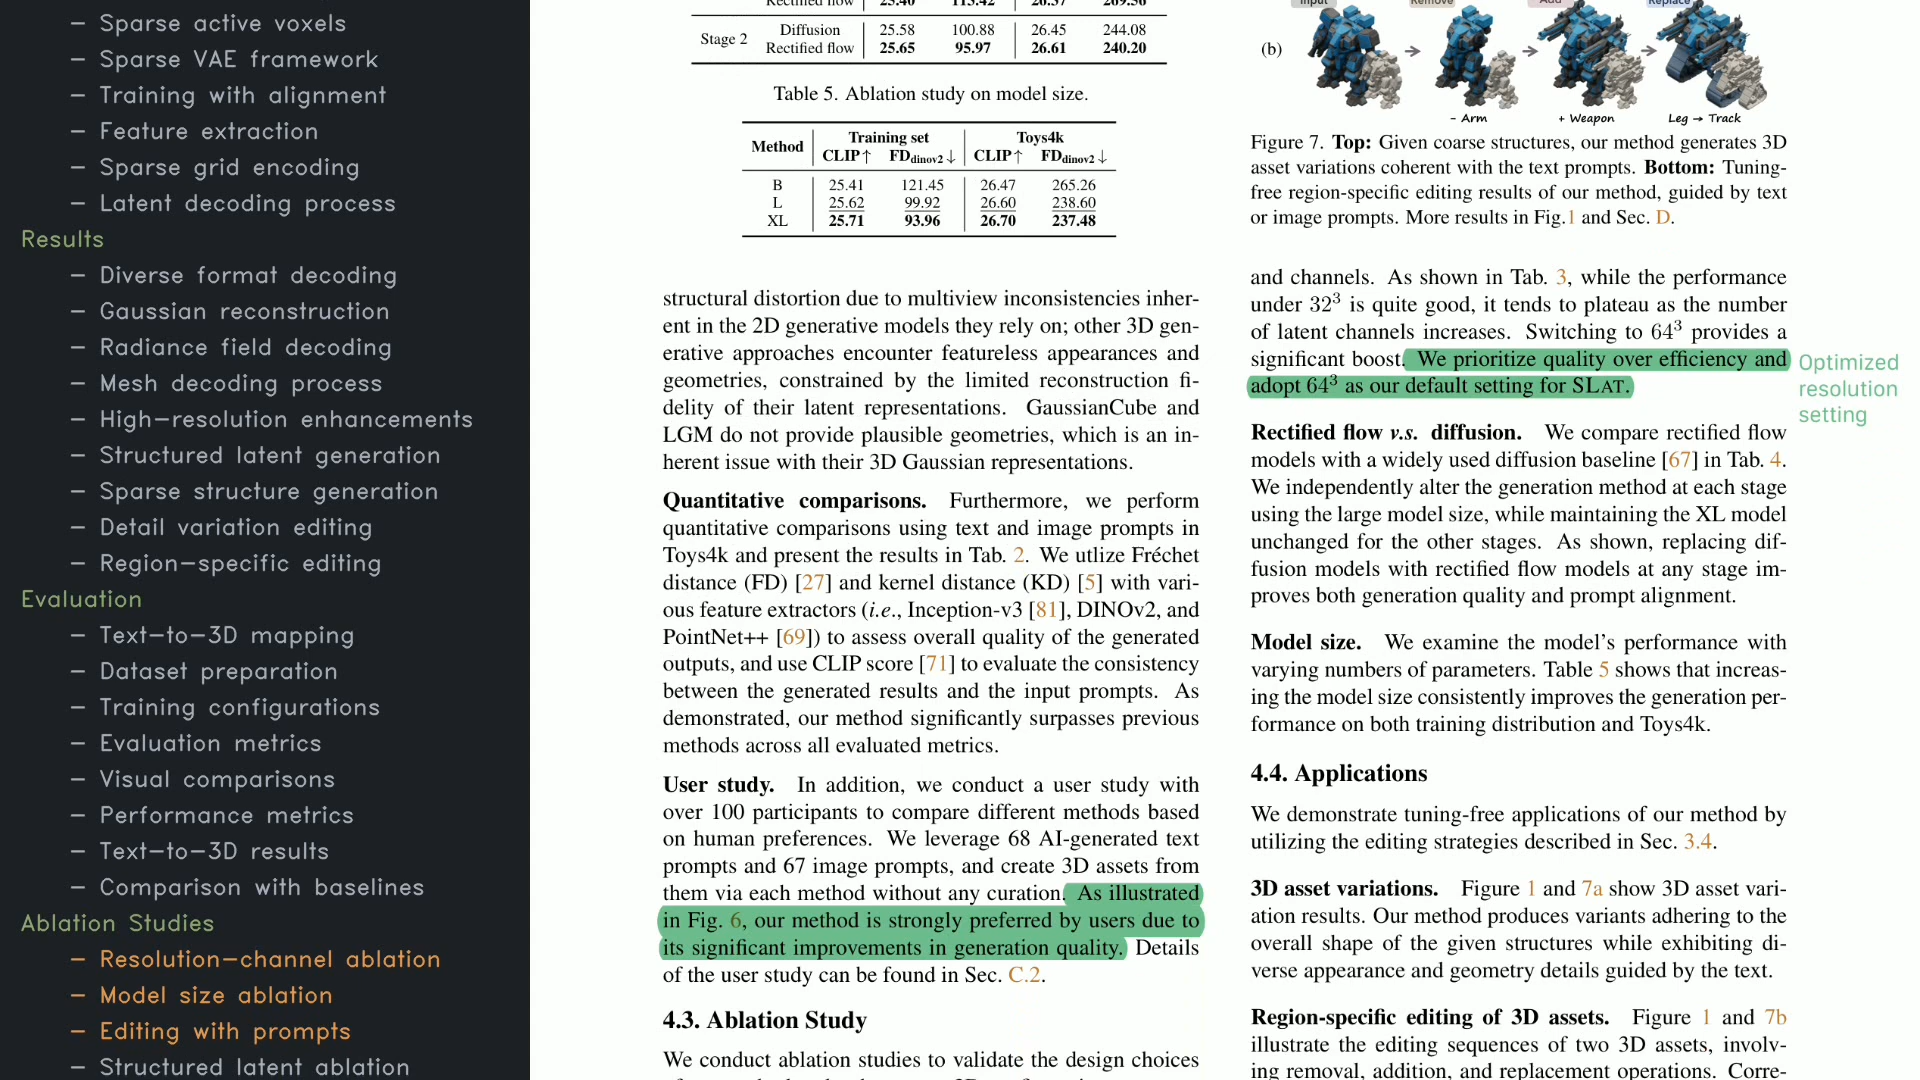 – Sparse active voxels
– Sparse VAE framework
– Training with alignment
– Feature extraction
– Sparse grid encoding
– Latent decoding process
Results
– Diverse format decoding
– Gaussian reconstruction
– Radiance field decoding
– Mesh decoding process
– High-resolution enhancements
– Structured latent generation
– Sparse structure generation
– Detail variation editing
– Region-specific editing
Evaluation
– Text-to-3D mapping
– Dataset preparation
– Training configurations
– Evaluation metrics
– Visual comparisons
– Performance metrics
– Text-to-3D results
– Comparison with baselines
Ablation Studies
– Resolution-channel ablation
– Model size ablation
– Editing with prompts
– Structured latent ablation
Rectified flow 25.40 113.42 26.37 269.56
Stage 2 Diffusion 25.58 100.88 26.45 244.08
Rectified flow 25.65 95.97 26.61 240.20
Table 5. Ablation study on model size.
Method Training set Toys4k
CLIP↑ FDdinov2↓ CLIP↑ FDdinov2↓
B 25.41 121.45 26.47 265.26
L 25.62 99.92 26.60 238.60
XL 25.71 93.96 26.70 237.48
structural distortion due to multiview inconsistencies inher-
ent in the 2D generative models they rely on; other 3D gen-
erative approaches encounter featureless appearances and
geometries, constrained by the limited reconstruction fi-
delity of their latent representations. GaussianCube and
LGM do not provide plausible geometries, which is an in-
herent issue with their 3D Gaussian representations.
Quantitative comparisons. Furthermore, we perform
quantitative comparisons using text and image prompts in
Toys4k and present the results in Tab. 2. We utlize Fréchet
distance (FD) [27] and kernel distance (KD) [5] with vari-
ous feature extractors (i.e., Inception-v3 [81], DINOv2, and
PointNet++ [69]) to assess overall quality of the generated
outputs, and use CLIP score [71] to evaluate the consistency
between the generated results and the input prompts. As
demonstrated, our method significantly surpasses previous
methods across all evaluated metrics.
User study. In addition, we conduct a user study with
over 100 participants to compare different methods based
on human preferences. We leverage 68 AI-generated text
prompts and 67 image prompts, and create 3D assets from
them via each method without any curation. As illustrated
in Fig. 6, our method is strongly preferred by users due to
its significant improvements in generation quality. Details
of the user study can be found in Sec. C.2.
4.3. Ablation Study
We conduct ablation studies to validate the design choices
Input Remove Add Replace
(b)
- Arm + Weapon Leg → Track
Figure 7. Top: Given coarse structures, our method generates 3D
asset variations coherent with the text prompts. Bottom: Tuning-
free region-specific editing results of our method, guided by text
or image prompts. More results in Fig.1 and Sec. D.
and channels. As shown in Tab. 3, while the performance
under 32³ is quite good, it tends to plateau as the number
of latent channels increases. Switching to 64³ provides a
significant boost. We prioritize quality over efficiency and
adopt 64³ as our default setting for SLAT.
Optimized
resolution
setting
Rectified flow v.s. diffusion. We compare rectified flow
models with a widely used diffusion baseline [67] in Tab. 4.
We independently alter the generation method at each stage
using the large model size, while maintaining the XL model
unchanged for the other stages. As shown, replacing dif-
fusion models with rectified flow models at any stage im-
proves both generation quality and prompt alignment.
Model size. We examine the model's performance with
varying numbers of parameters. Table 5 shows that increas-
ing the model size consistently improves the generation per-
formance on both training distribution and Toys4k.
4.4. Applications
We demonstrate tuning-free applications of our method by
utilizing the editing strategies described in Sec. 3.4.
3D asset variations. Figure 1 and 7a show 3D asset vari-
ation results. Our method produces variants adhering to the
overall shape of the given structures while exhibiting di-
verse appearance and geometry details guided by the text.
Region-specific editing of 3D assets. Figure 1 and 7b
illustrate the editing sequences of two 3D assets, involv-
ing removal, addition, and replacement operations. Corre-